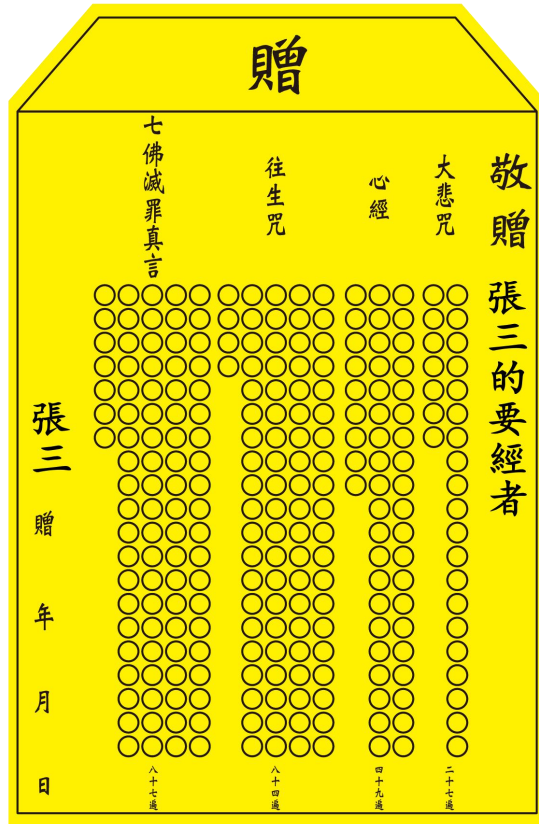 贈
敬贈 張三的要經者
大悲咒
二十七遍
心經
四十九遍
往生咒
八十四遍
七佛滅罪真言
八十七遍
張三 贈 年 月 日